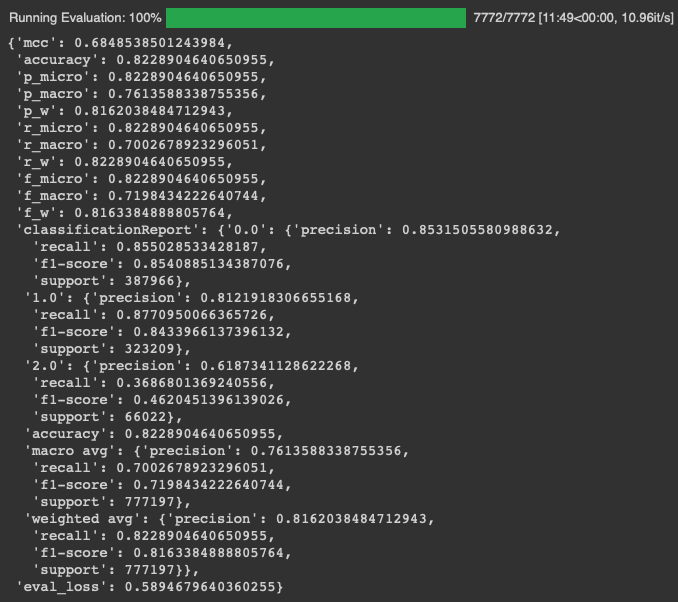 Running Evaluation: 100% 7772/7772 [11:49<00:00, 10.96it/s]
{'mcc': 0.6848538501243984,
'accuracy': 0.8228904640650955,
'p_micro': 0.8228904640650955,
'p_macro': 0.7613588338755356,
'p_w': 0.8162038484712943,
'r_micro': 0.8228904640650955,
'r_macro': 0.7002678923296051,
'r_w': 0.8228904640650955,
'f_micro': 0.8228904640650955,
'f_macro': 0.7198434222640744,
'f_w': 0.8163384888805764,
'classificationReport': {'0.0': {'precision': 0.8531505580988632,
'recall': 0.855028533428187,
'f1-score': 0.8540885134387076,
'support': 387966},
'1.0': {'precision': 0.8121918306655168,
'recall': 0.8770950066365726,
'f1-score': 0.8433966137396132,
'support': 323209},
'2.0': {'precision': 0.6187341128622268,
'recall': 0.3686801369240556,
'f1-score': 0.4620451396139026,
'support': 66022},
'accuracy': 0.8228904640650955,
'macro avg': {'precision': 0.7613588338755356,
'recall': 0.7002678923296051,
'f1-score': 0.7198434222640744,
'support': 777197},
'weighted avg': {'precision': 0.8162038484712943,
'recall': 0.8228904640650955,
'f1-score': 0.8163384888805764,
'support': 777197}},
'eval_loss': 0.5894679640360255}